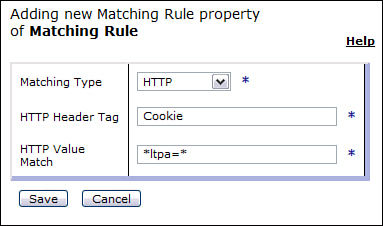 Adding new Matching Rule property
of Matching Rule
Help
Matching Type HTTP *
HTTP Header Tag Cookie *
HTTP Value
Match *ltpa=* *
Save Cancel